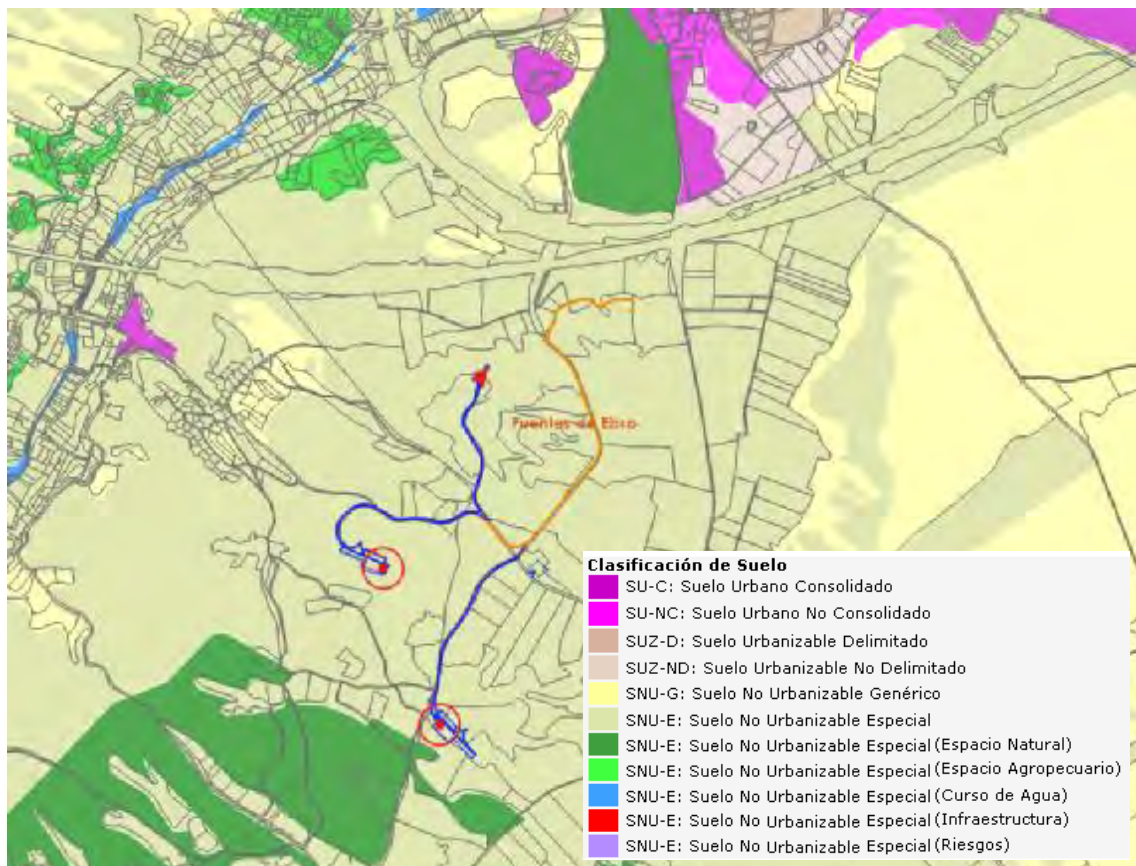 Fuentes de Ebro
Clasificación de Suelo
SU-C: Suelo Urbano Consolidado
SU-NC: Suelo Urbano No Consolidado
SUZ-D: Suelo Urbanizable Delimitado
SUZ-ND: Suelo Urbanizable No Delimitado
SNU-G: Suelo No Urbanizable Genérico
SNU-E: Suelo No Urbanizable Especial
SNU-E: Suelo No Urbanizable Especial (Espacio Natural)
SNU-E: Suelo No Urbanizable Especial (Espacio Agropecuario)
SNU-E: Suelo No Urbanizable Especial (Curso de Agua)
SNU-E: Suelo No Urbanizable Especial (Infraestructura)
SNU-E: Suelo No Urbanizable Especial (Riesgos)